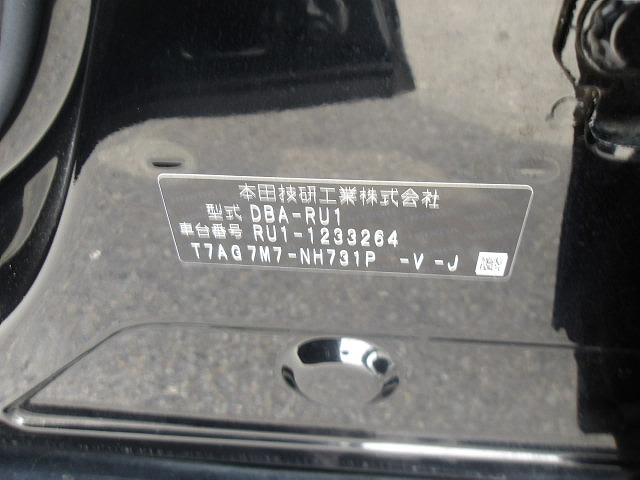 本田技研工業株式会社
型式 DBA-RU1
車台番号 RU1-1233264
T7AG7M7-NH731P -V-J